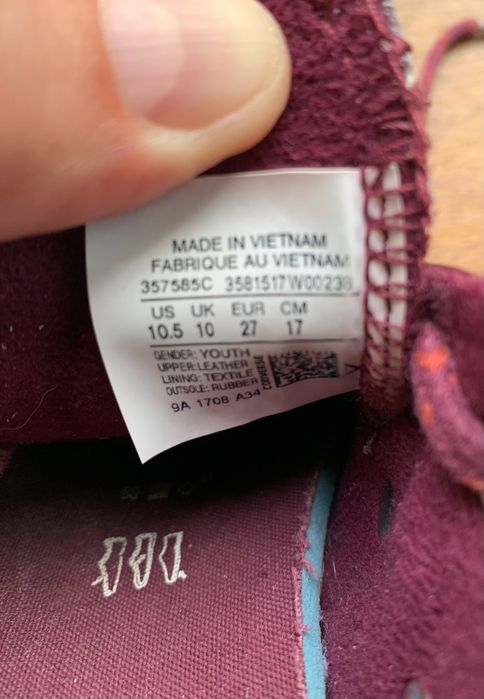 MADE IN VIETNAM
FABRIQUE AU VIETNAM
357585C 3581517W00238
US UK EUR CM
10.5 10 27 17
GENDER: YOUTH
UPPER: LEATHER
LINING: TEXTILE
OUTSOLE: RUBBER
CONVERSE
9A 1708 A34